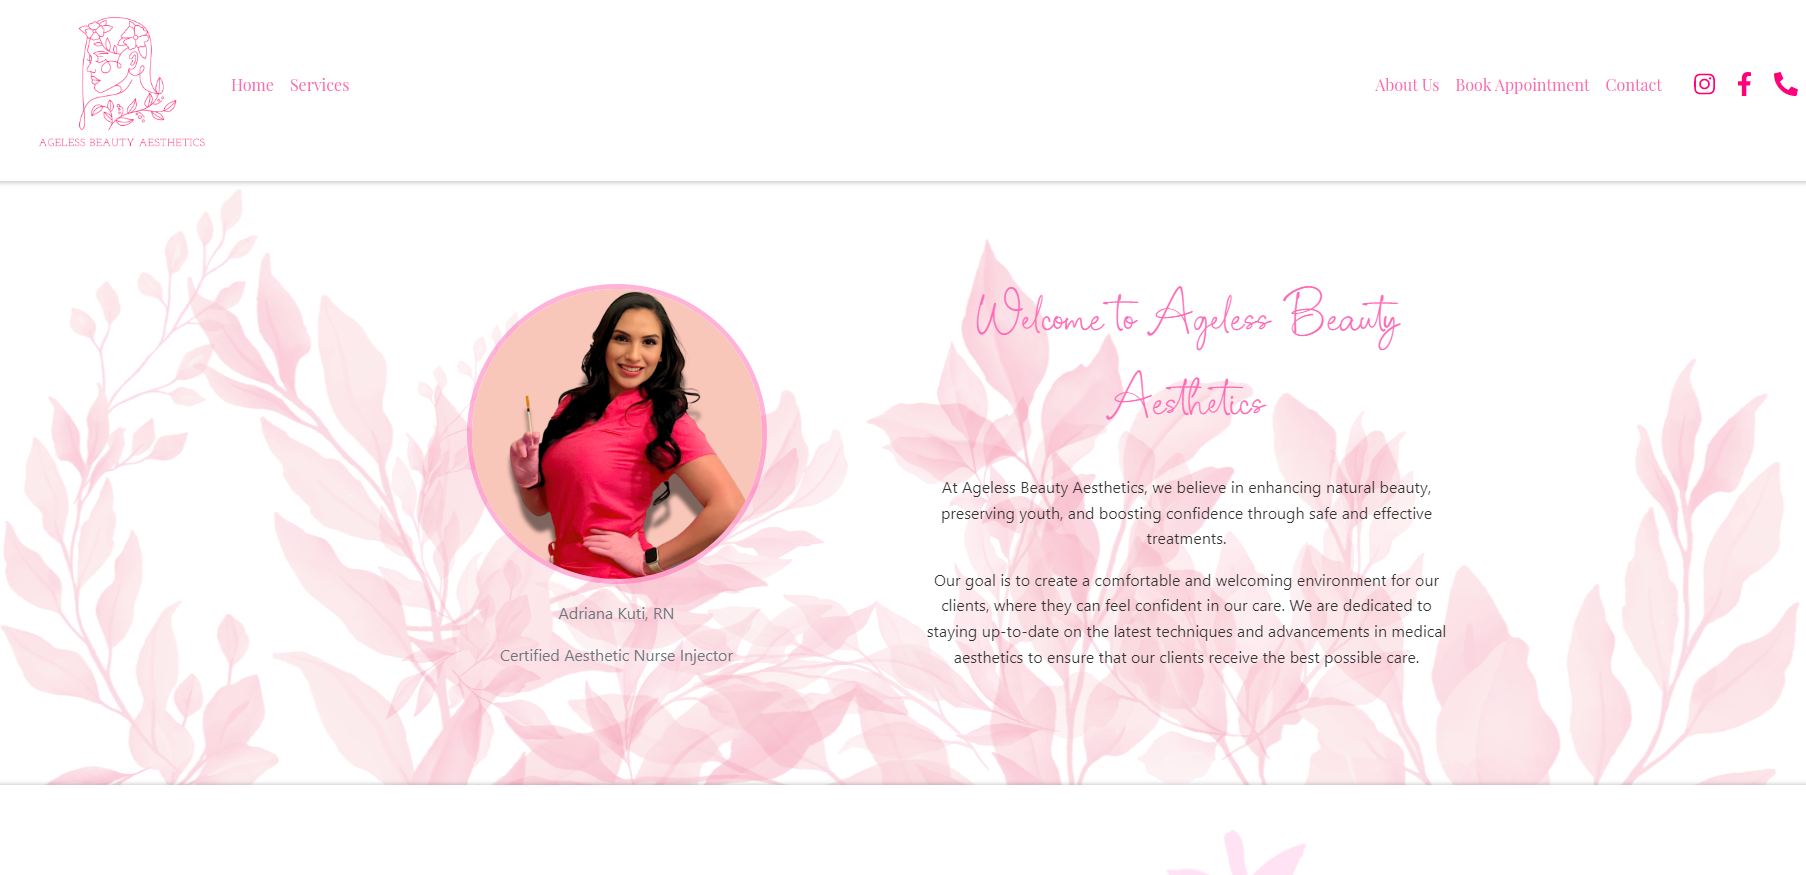 AGELESS BEAUTY AESTHETICS
Home Services
About Us Book Appointment Contact
Welcome to Ageless Beauty
Aesthetics
At Ageless Beauty Aesthetics, we believe in enhancing natural beauty,
preserving youth, and boosting confidence through safe and effective
treatments.
Our goal is to create a comfortable and welcoming environment for our
clients, where they can feel confident in our care. We are dedicated to
staying up-to-date on the latest techniques and advancements in medical
aesthetics to ensure that our clients receive the best possible care.
Adriana Kuti, RN
Certified Aesthetic Nurse Injector